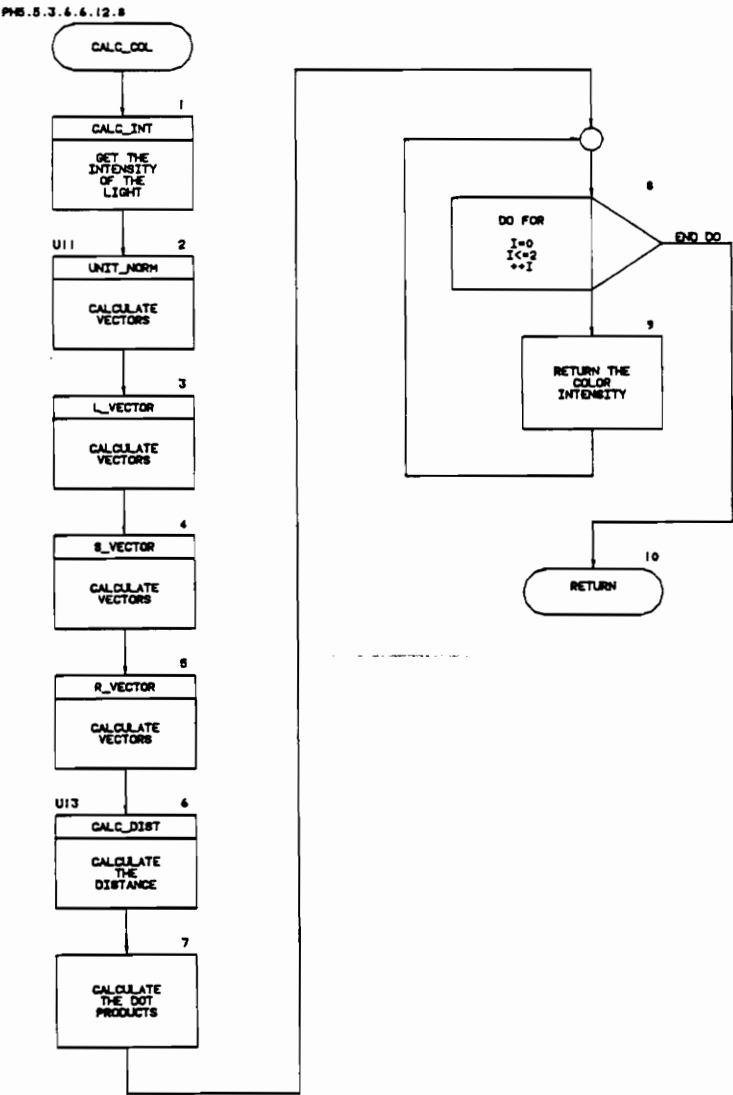 PH5.5.3.6.6.12.8
CALC_COL
1
CALC_INT
GET THE
INTENSITY
OF THE
LIGHT
U11 2
UNIT_NORM
CALCULATE
VECTORS
3
L_VECTOR
CALCULATE
VECTORS
4
S_VECTOR
CALCULATE
VECTORS
5
R_VECTOR
CALCULATE
VECTORS
U13 6
CALC_DIST
CALCULATE
THE
DISTANCE
7
CALCULATE
THE DOT
PRODUCTS
8
DO FOR
I=0
I<=2
++I
END DO
9
RETURN THE
COLOR
INTENSITY
10
RETURN